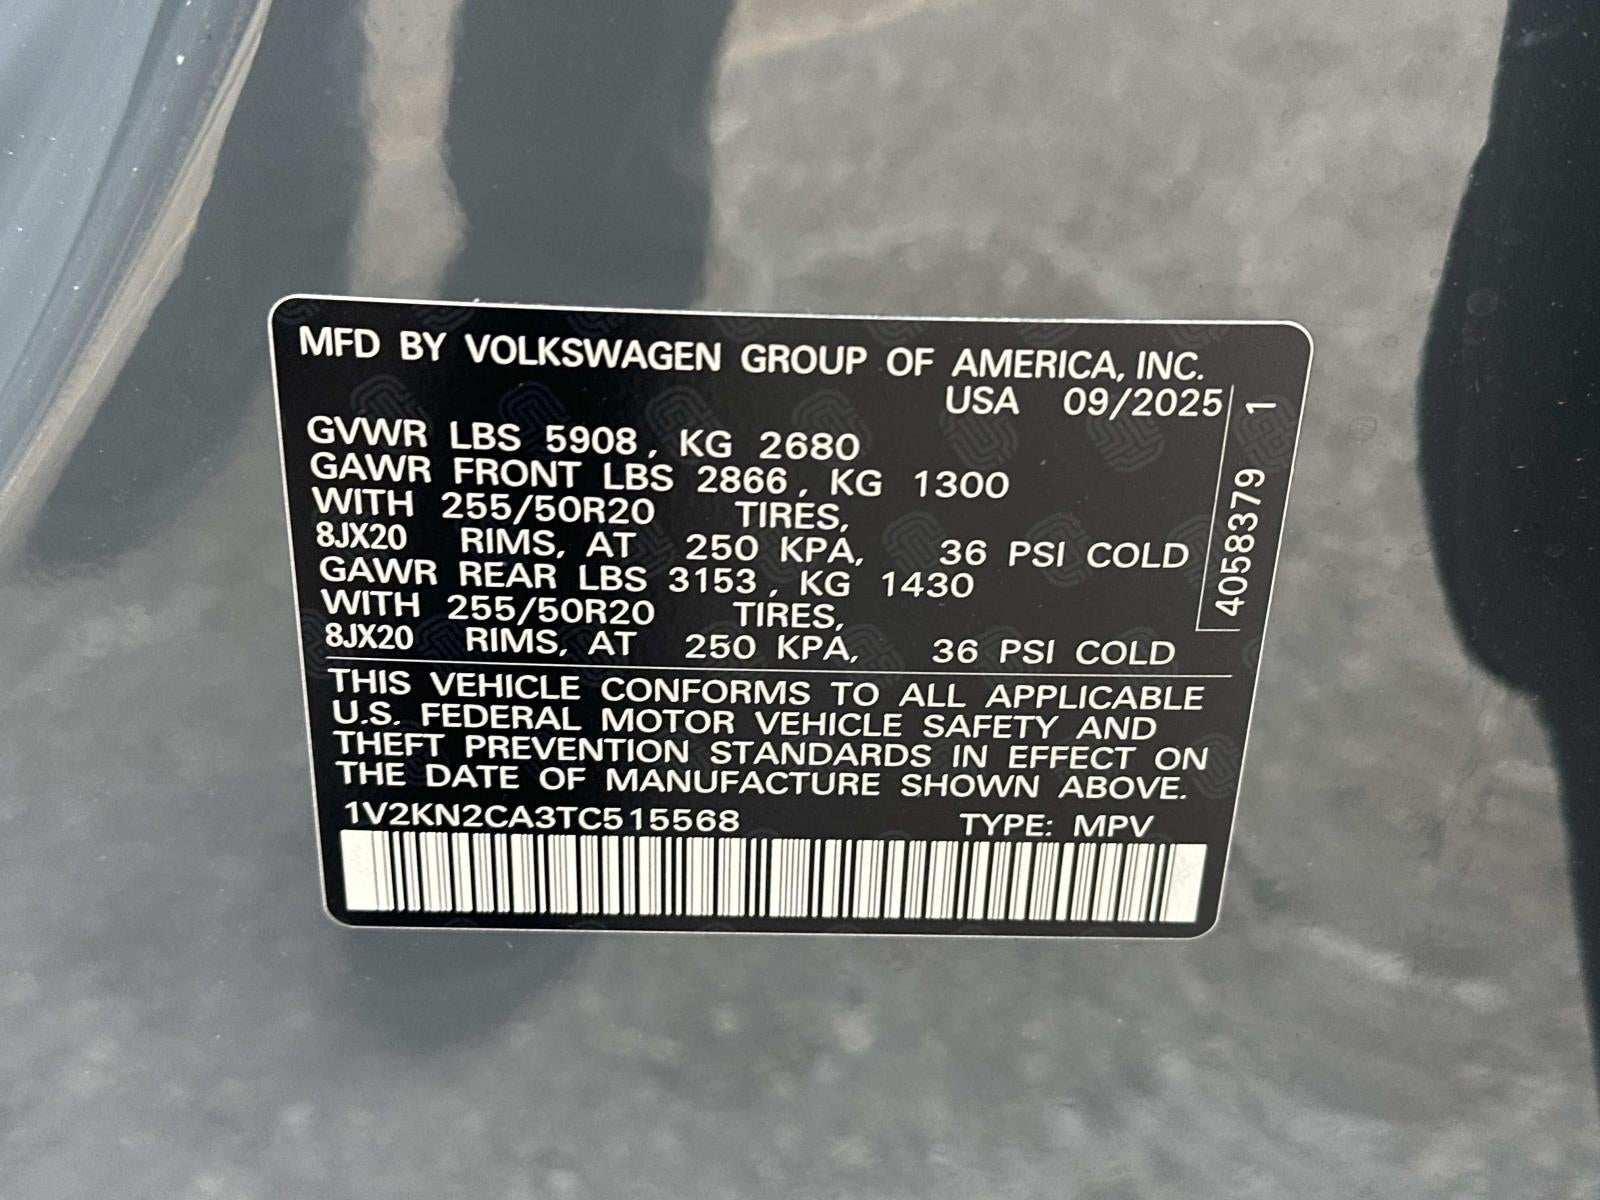 MFD BY VOLKSWAGEN GROUP OF AMERICA, INC.
USA 09/2025
GVWR LBS 5908, KG 2680
GAWR FRONT LBS 2866, KG 1300
WITH 255/50R20 TIRES,
8JX20 RIMS, AT 250 KPA, 36 PSI COLD
GAWR REAR LBS 3153, KG 1430
WITH 255/50R20 TIRES,
8JX20 RIMS, AT 250 KPA, 36 PSI COLD
4058379 1
THIS VEHICLE CONFORMS TO ALL APPLICABLE
U.S. FEDERAL MOTOR VEHICLE SAFETY AND
THEFT PREVENTION STANDARDS IN EFFECT ON
THE DATE OF MANUFACTURE SHOWN ABOVE.
1V2KN2CA3TC515568 TYPE: MPV